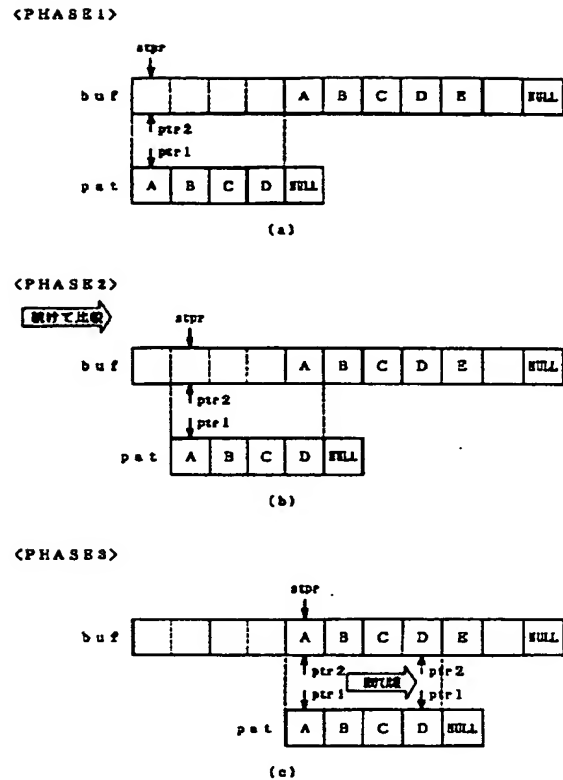 <PHASE1>
stpr
buf A B C D E NULL
ptr2
ptr1
pat A B C D NULL
(a)
<PHASE2>
続けて比較
stpr
buf A B C D E NULL
ptr2
ptr1
pat A B C D NULL
(b)
<PHASE3>
stpr
buf A B C D E NULL
ptr2 ptr2
ptr1 ptr1
pat A B C D NULL
(c)